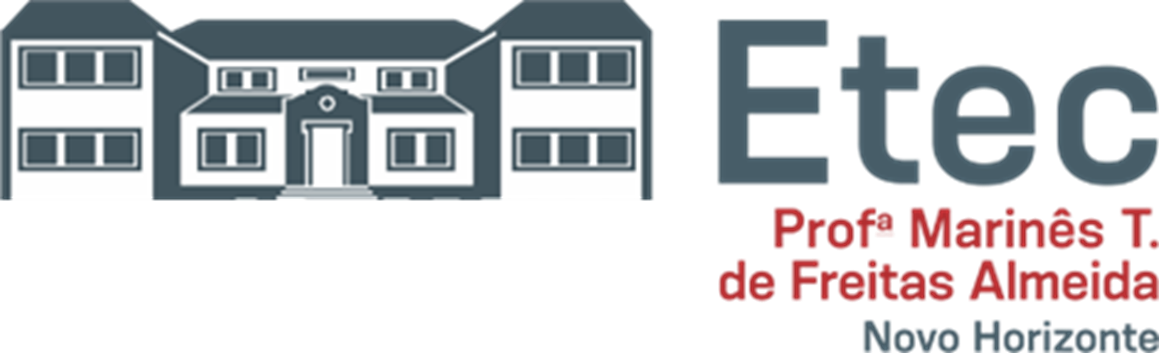 Etec
Profª Marinês T.
de Freitas Almeida
Novo Horizonte